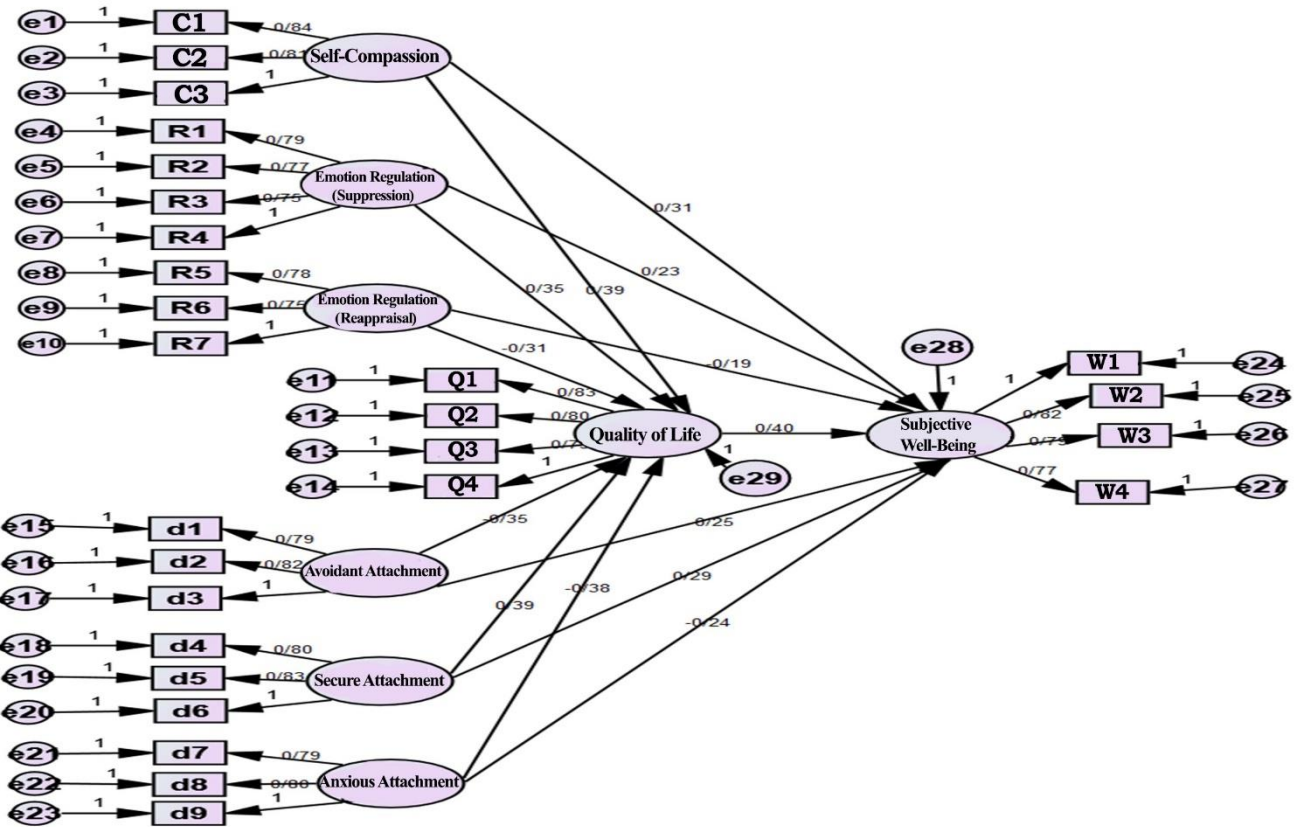 e1 1 C1 0/84
e2 1 C2 0/81 Self-Compassion
e3 1 C3 1
e4 1 R1 0/79
e5 1 R2 0/77 Emotion Regulation
(Suppression)
e6 1 R3 0/75
e7 1 R4 1
0/31
0/23
0/35 0/39
e8 1 R5 0/78
e9 1 R6 0/75 Emotion Regulation
(Reappraisal)
e10 1 R7 1
-0/31
-0/19
e28 1
e11 1 Q1 0/83
e12 1 Q2 0/80
e13 1 Q3
e14 1 Q4 1
Quality of Life 0/40
1 e29
Subjective
Well-Being
1 W1 1 e24
0/82 W2 1 e25
W3 1 e26
0/77 W4 1 e27
-0/35
0/25
e15 1 d1 0/79
e16 1 d2 0/82 Avoidant Attachment
e17 1 d3 1
0/39 -0/38
0/29
-0/24
e18 1 d4 0/80
e19 1 d5 0/83 Secure Attachment
e20 1 d6 1
e21 1 d7 0/79
e22 1 d8 0/80 Anxious Attachment
e23 1 d9 1